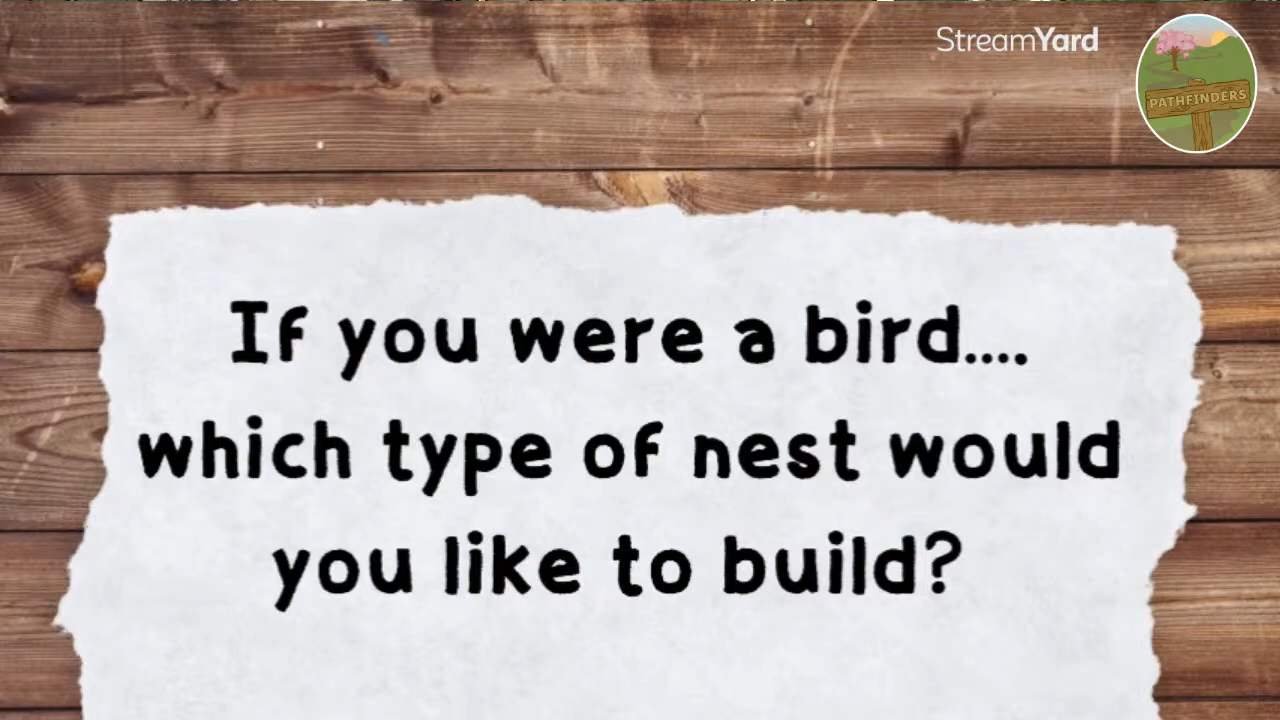 StreamYard
PATHFINDERS
If you were a bird....
which type of nest would
you like to build?